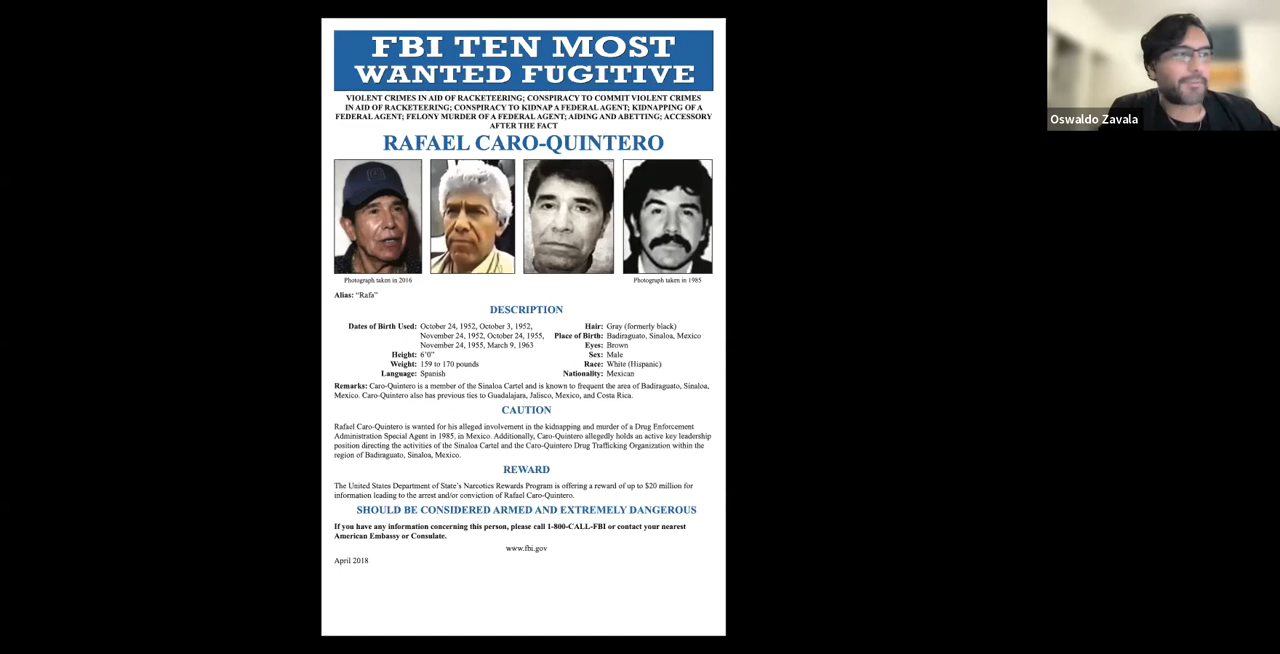 FBI TEN MOST
WANTED FUGITIVE
VIOLENT CRIMES IN AID OF RACKETEERING; CONSPIRACY TO COMMIT VIOLENT CRIMES
IN AID OF RACKETEERING; CONSPIRACY TO KIDNAP A FEDERAL AGENT; KIDNAPPING OF A
FEDERAL AGENT; FELONY MURDER OF A FEDERAL AGENT; AIDING AND ABETTING; ACCESSORY
AFTER THE FACT
RAFAEL CARO-QUINTERO
Photograph taken in 2016
Photograph taken in 1985
Alias: “Rafa”
DESCRIPTION
Dates of Birth Used: October 24, 1952, October 3, 1952,
November 24, 1952, October 24, 1955,
November 24, 1955, March 9, 1963
Height: 6'0"
Weight: 159 to 170 pounds
Language: Spanish
Hair: Gray (formerly black)
Place of Birth: Badiraguato, Sinaloa, Mexico
Eyes: Brown
Sex: Male
Race: White (Hispanic)
Nationality: Mexican
Remarks: Caro-Quintero is a member of the Sinaloa Cartel and is known to frequent the area of Badiraguato, Sinaloa,
Mexico. Caro-Quintero also has previous ties to Guadalajara, Jalisco, Mexico, and Costa Rica.
CAUTION
Rafael Caro-Quintero is wanted for his alleged involvement in the kidnapping and murder of a Drug Enforcement
Administration Special Agent in 1985, in Mexico. Additionally, Caro-Quintero allegedly holds an active key leadership
position directing the activities of the Sinaloa Cartel and the Caro-Quintero Drug Trafficking Organization within the
region of Badiraguato, Sinaloa, Mexico.
REWARD
The United States Department of State’s Narcotics Rewards Program is offering a reward of up to $20 million for
information leading to the arrest and/or conviction of Rafael Caro-Quintero.
SHOULD BE CONSIDERED ARMED AND EXTREMELY DANGEROUS
If you have any information concerning this person, please call 1-800-CALL-FBI or contact your nearest
American Embassy or Consulate.
www.fbi.gov
April 2018
Oswaldo Zavala